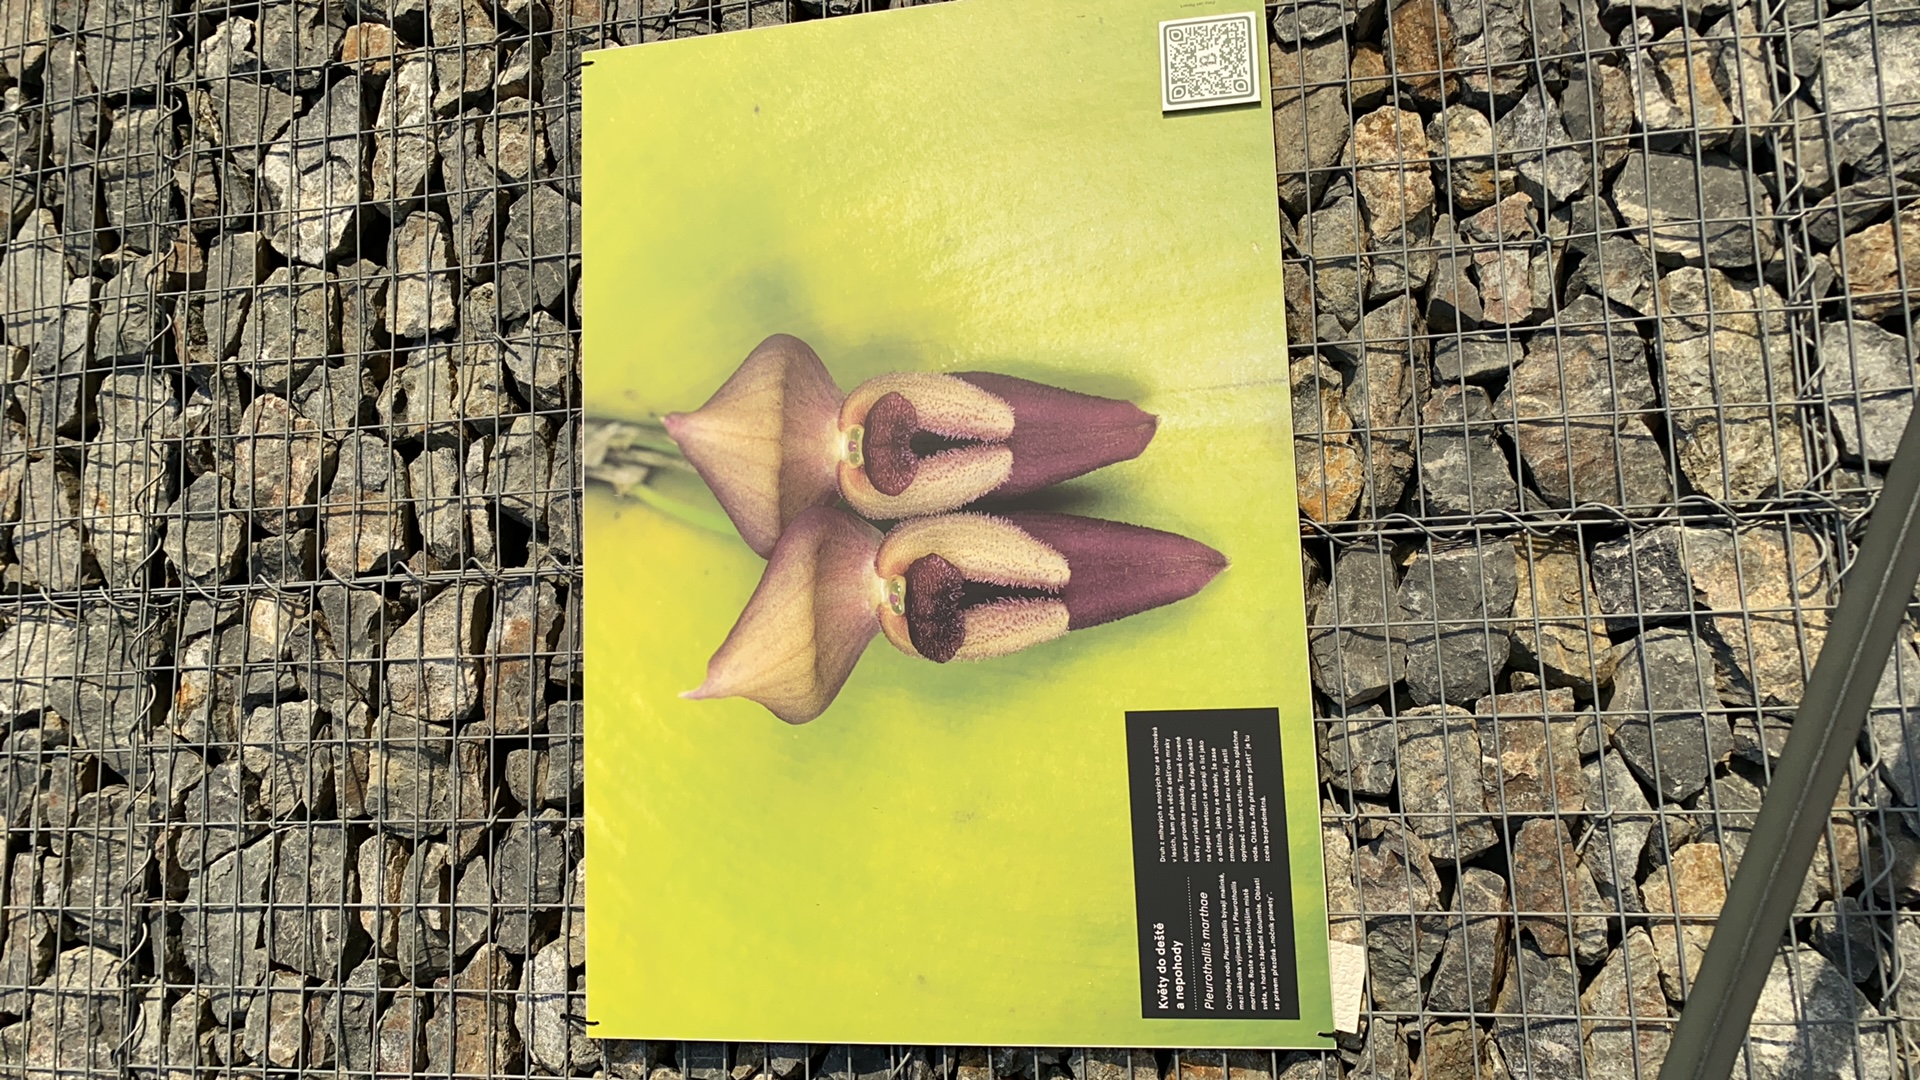 Květy do deště
a nepohody
Pleurothallis marthae
Orchideje rodu Pleurothallis bývají malinké,
mezi několika výjimkami je i Pleurothallis
marthae. Roste v nejdeštivějším místě
světa, v horách západní Kolumbie. Oblasti
se právem přezdívá „nočník planety“.
Druh z mlhavých a mokrých hor se schovává
v lesích, kam přes věčné dešťové mraky
slunce pronikne málokdy. Tmavě červené
květy vyrůstají z místa, kde řapík nasedá
na čepel a kvetoucí se opírají o list jako
o deštník, jako by se obávaly, že zase
zmoknou. V lesním šeru čekají, jestli
opylovač zvládne cestu, nebo ho spláchne
voda. Otázka „Kdy přestane pršet?“ je tu
zcela bezpředmětná.
B